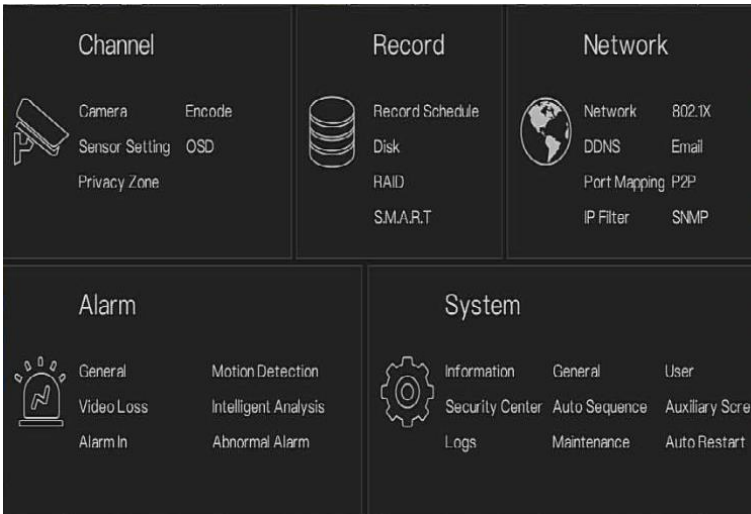 Channel
Camera Encode
Sensor Setting OSD
Privacy Zone
Record
Record Schedule
Disk
RAID
S.M.A.R.T
Network
Network 802.1X
DDNS Email
Port Mapping P2P
IP Filter SNMP
Alarm
General Motion Detection
Video Loss Intelligent Analysis
Alarm In Abnormal Alarm
System
Information General User
Security Center Auto Sequence Auxiliary Scre
Logs Maintenance Auto Restart